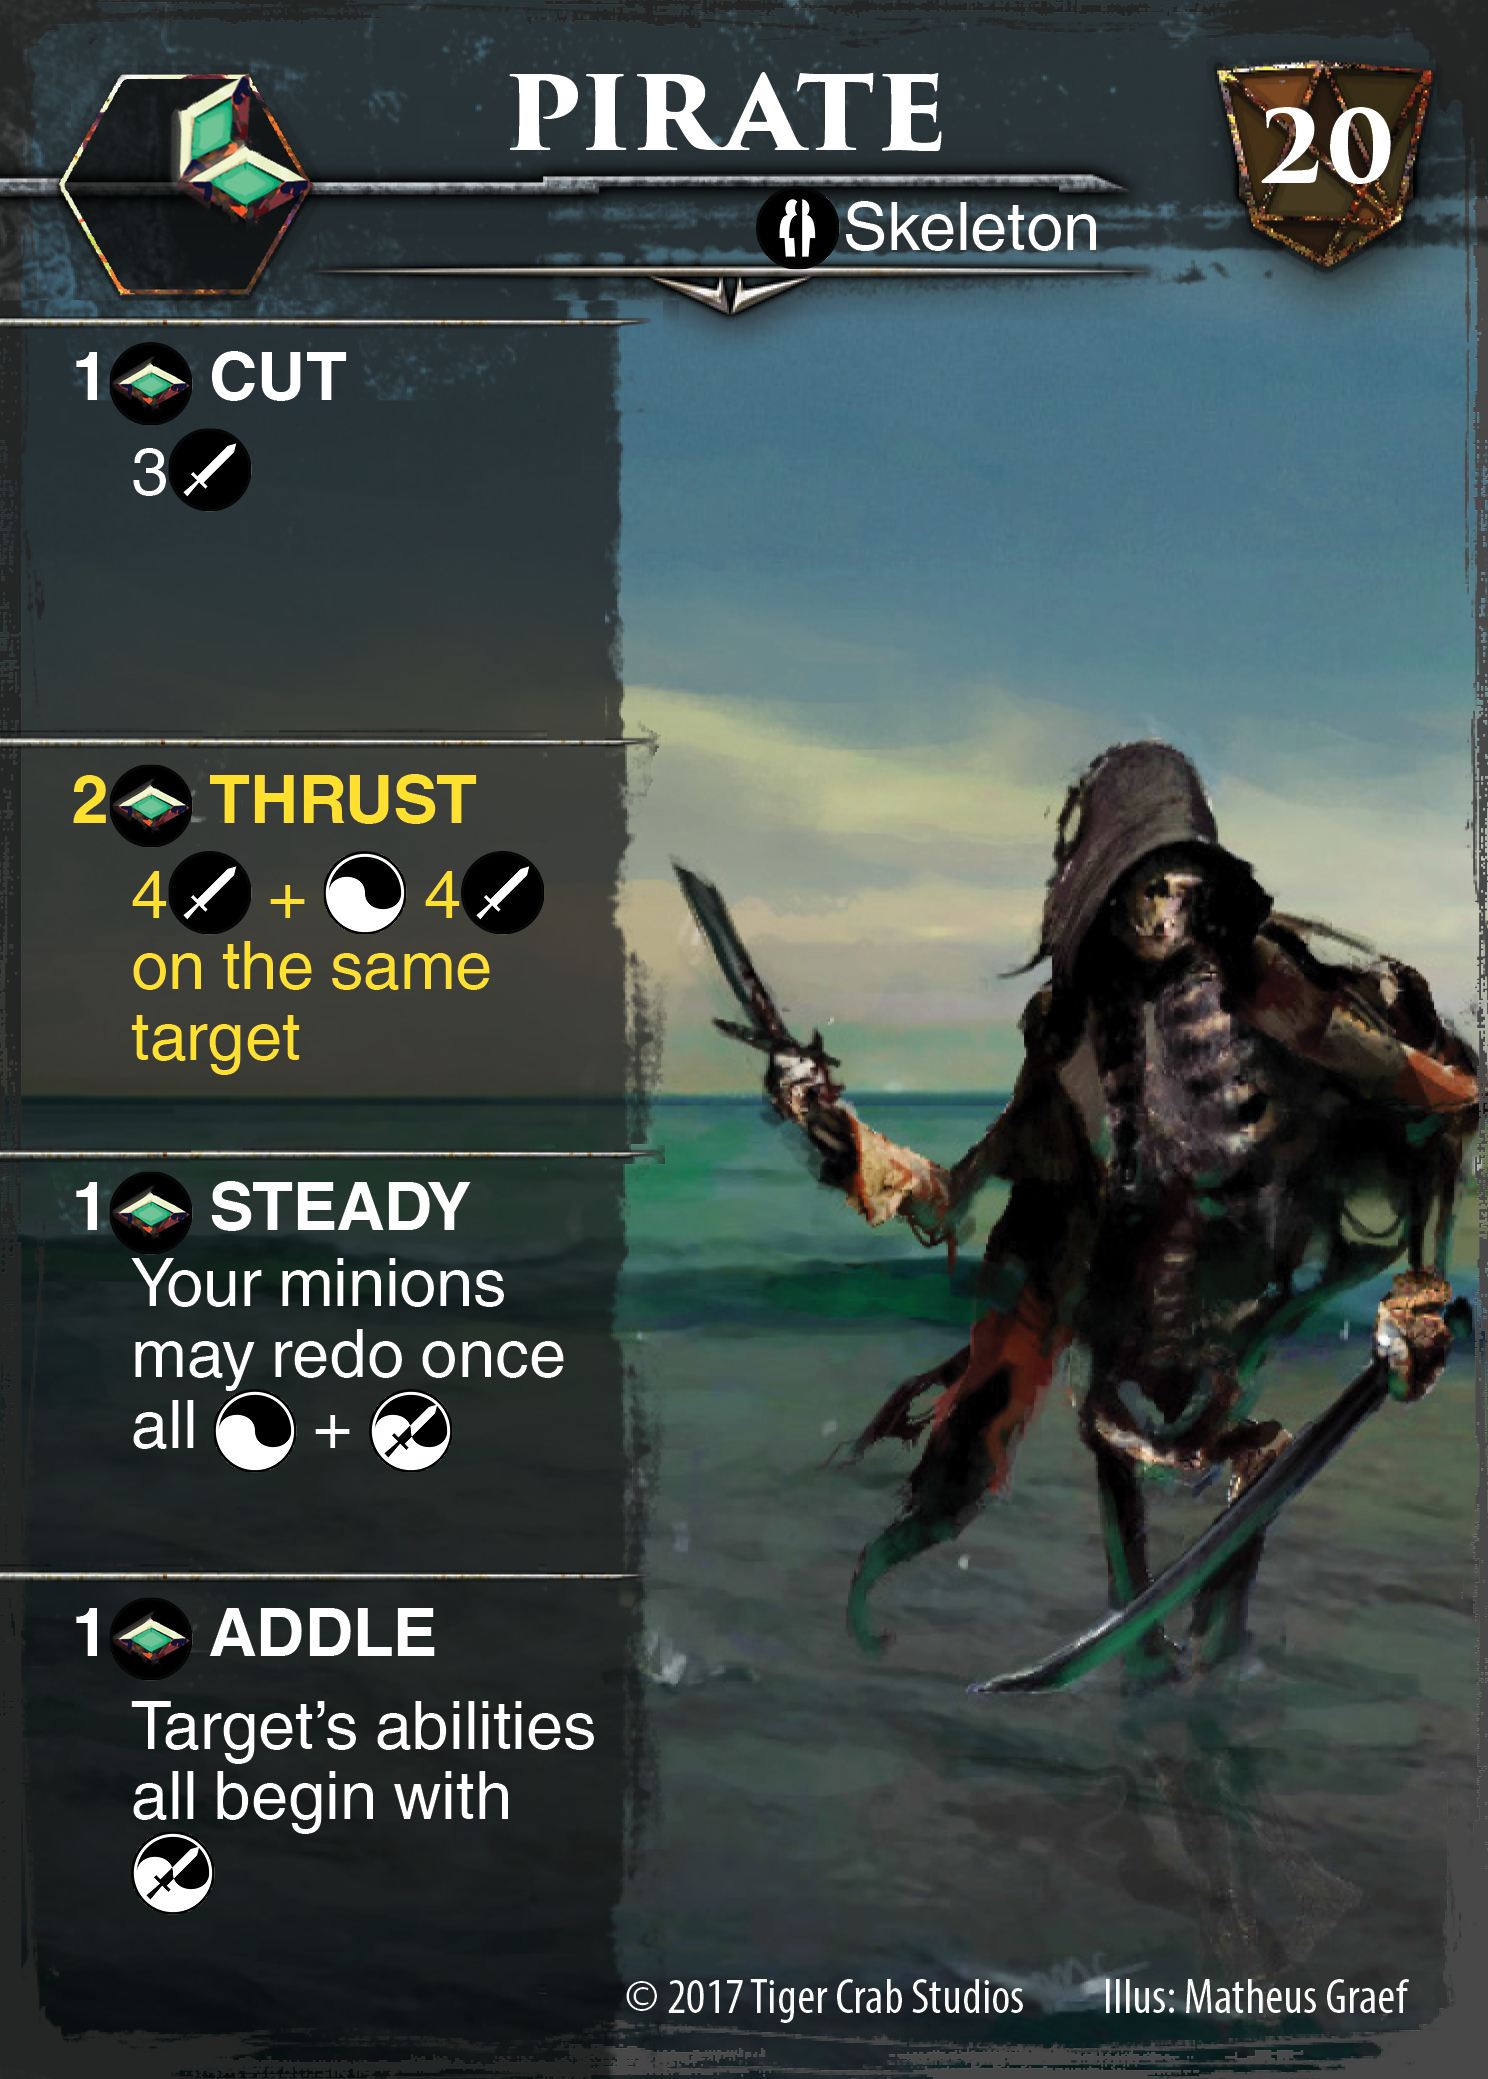 PIRATE
20
Skeleton
1 CUT
3
2 THRUST
4 + 4
on the same
target
1 STEADY
Your minions
may redo once
all +
1 ADDLE
Target’s abilities
all begin with
© 2017 Tiger Crab Studios Illus: Matheus Graef